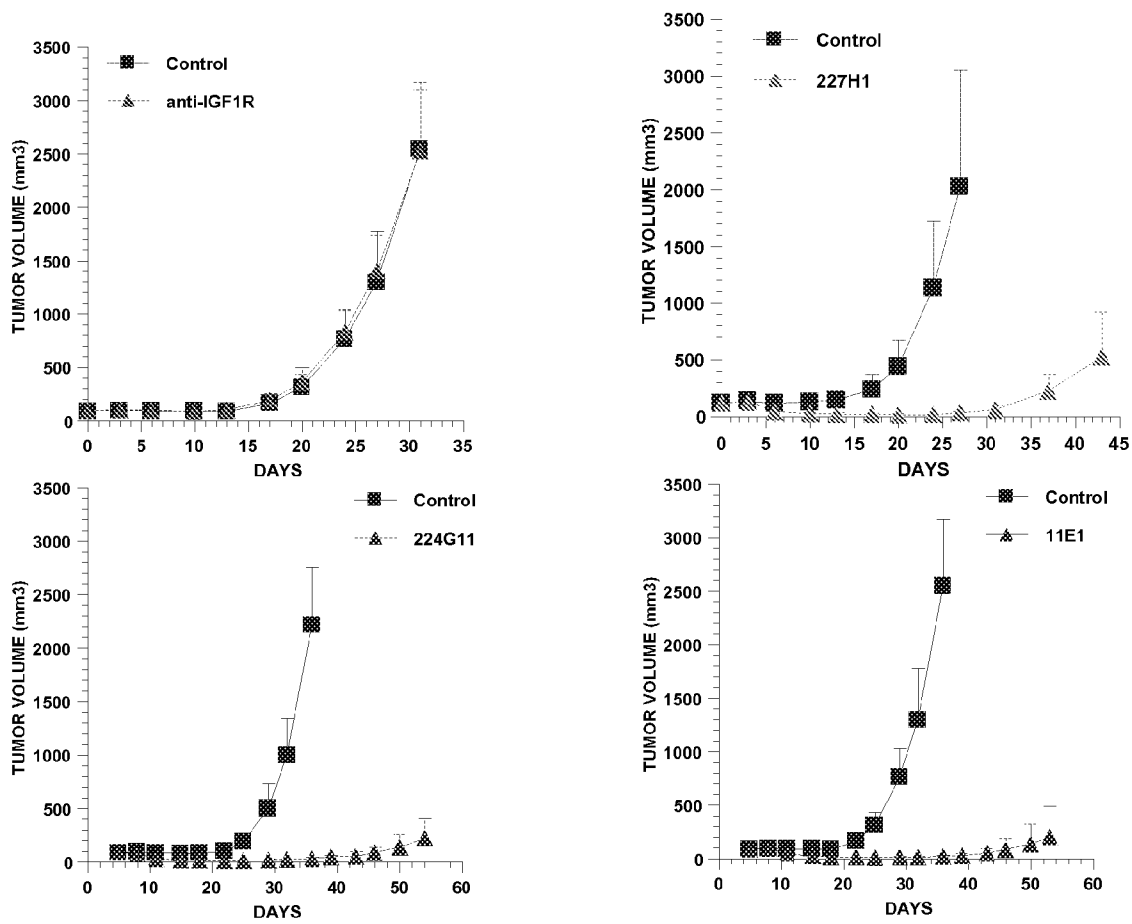 3500
3000
2500
2000
1500
1000
500
0
TUMOR VOLUME (mm3)
Control
anti-IGF1R
0 5 10 15 20 25 30 35
DAYS
3500
3000
2500
2000
1500
1000
500
0
TUMOR VOLUME (mm3)
Control
227H1
0 5 10 15 20 25 30 35 40 45
DAYS
3500
3000
2500
2000
1500
1000
500
0
TUMOR VOLUME (mm3)
Control
224G11
0 10 20 30 40 50 60
DAYS
3500
3000
2500
2000
1500
1000
500
0
TUMOR VOLUME (mm3)
Control
11E1
0 10 20 30 40 50 60
DAYS